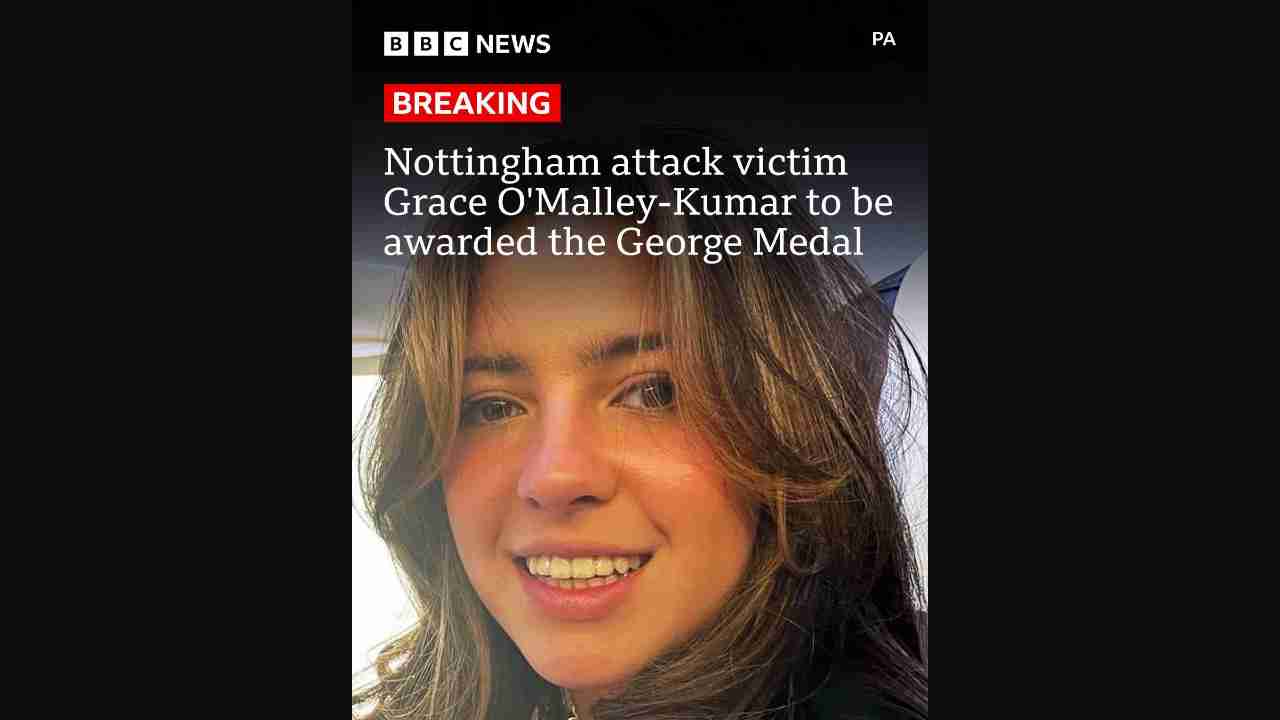 BBC NEWS
PA
BREAKING
Nottingham attack victim
Grace O'Malley-Kumar to be
awarded the George Medal